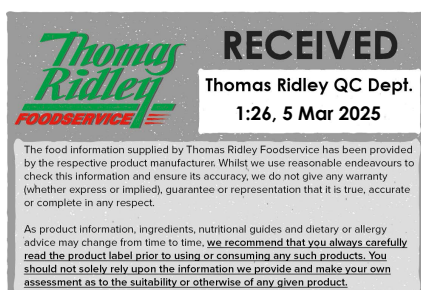 Thomas
Ridley
FOODSERVICE
RECEIVED
Thomas Ridley QC Dept.
1:26, 5 Mar 2025
The food information supplied by Thomas Ridley Foodservice has been provided
by the respective product manufacturer. Whilst we use reasonable endeavours to
check this information and ensure its accuracy, we do not give any warranty
(whether express or implied), guarantee or representation that it is true, accurate
or complete in any respect.
As product information, ingredients, nutritional guides and dietary or allergy
advice may change from time to time, we recommend that you always carefully
read the product label prior to using or consuming any such products. You
should not solely rely upon the information we provide and make your own
assessment as to the suitability or otherwise of any given product.